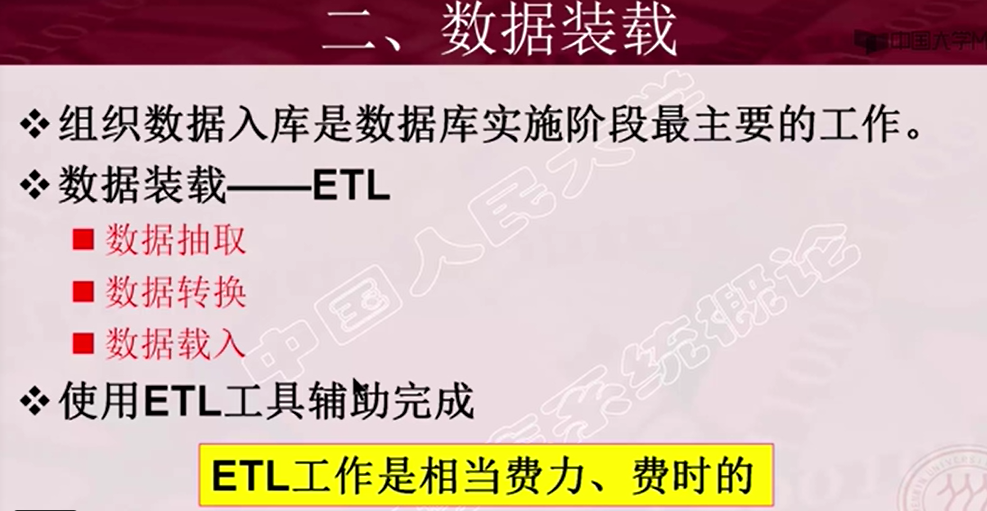 二、数据装载
中国大学M
组织数据入库是数据库实施阶段最主要的工作。
数据装载——ETL
数据抽取
数据转换
数据载入
使用ETL工具辅助完成
ETL工作是相当费力、费时的
中国人民大学
库系统概论